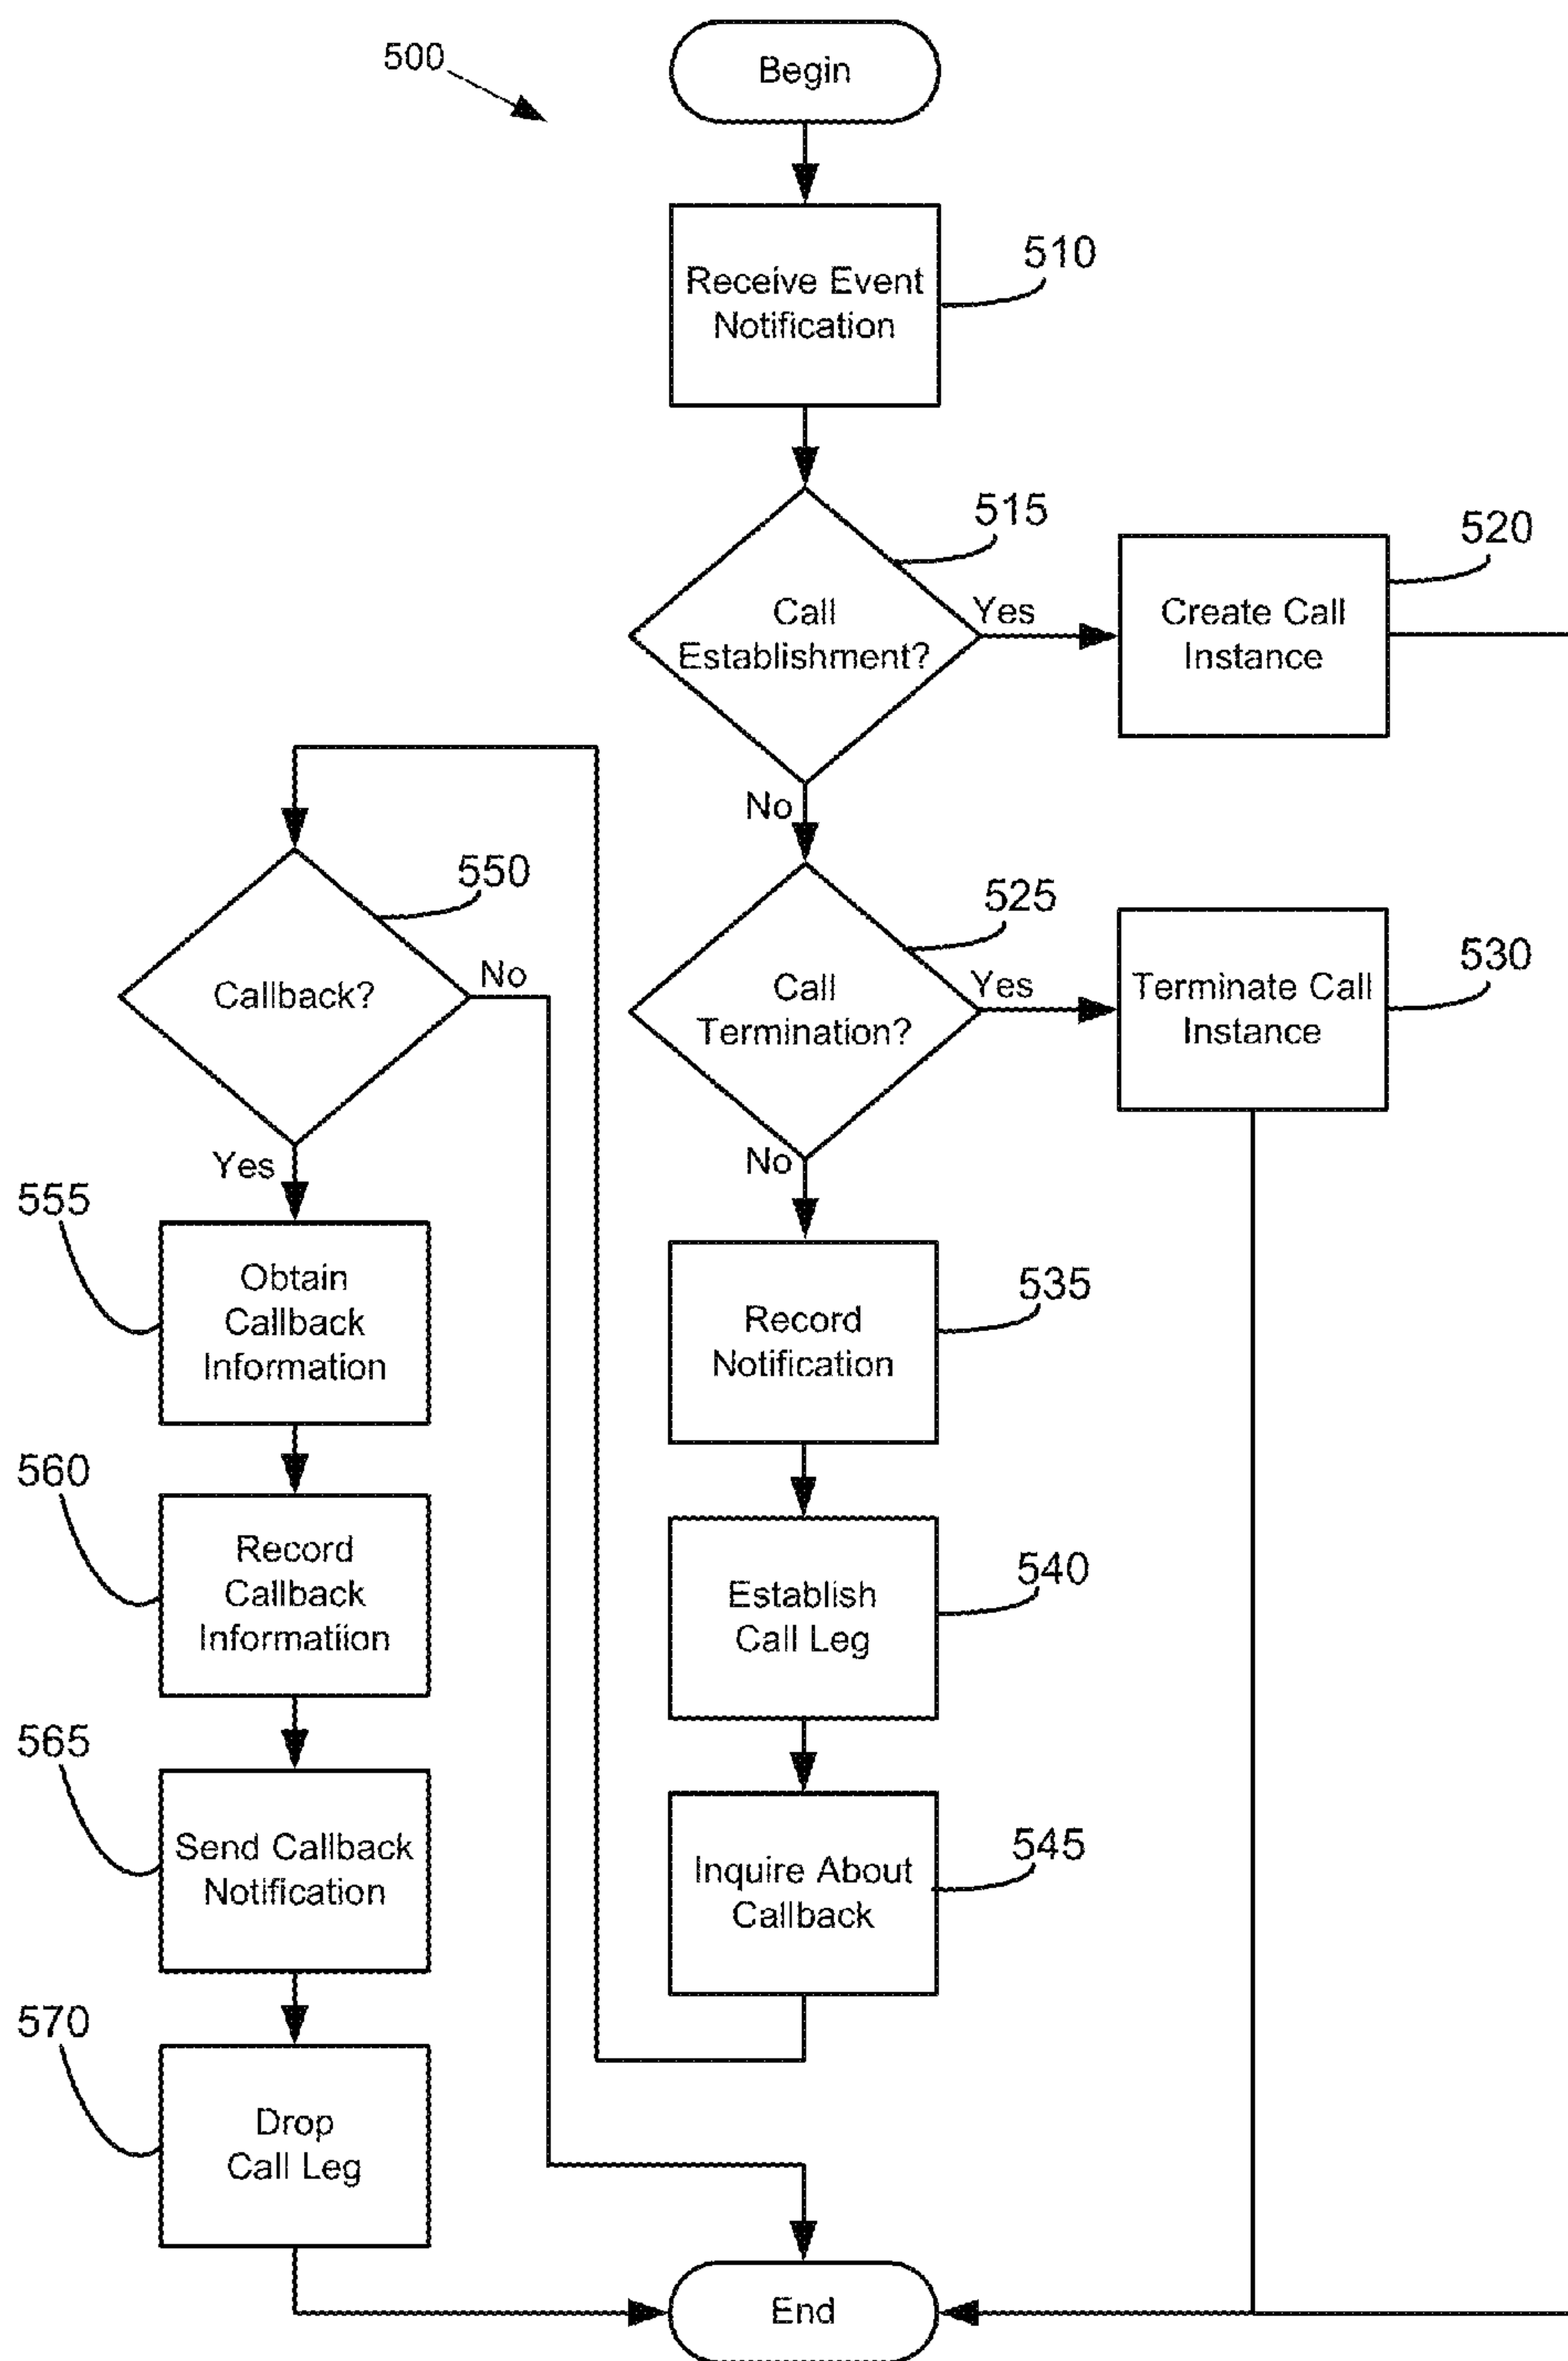 500
Begin
Receive Event
Notification
510
515
Call
Establishment?
Yes
Create Call
Instance
520
No
550
Callback?
No
525
Call
Termination?
Yes
Terminate Call
Instance
530
Yes
No
555
Obtain
Callback
Information
535
Record
Notification
560
Record
Callback
Informatiion
540
Establish
Call Leg
565
Send Callback
Notification
545
Inquire About
Callback
570
Drop
Call Leg
End